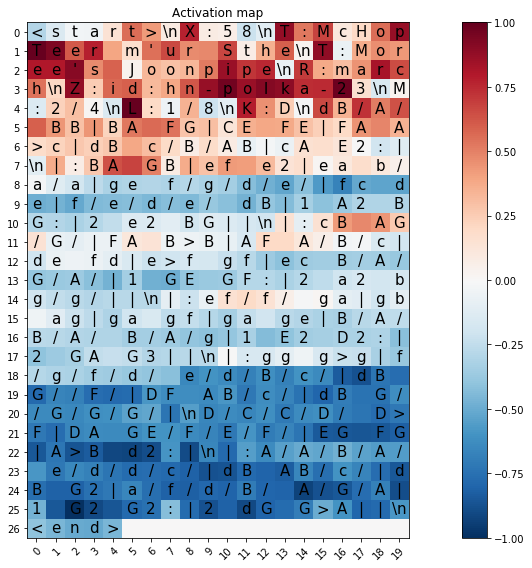 Activation map
0 < s t a r t > \n X : 5 8 \n T : M c H o p
1 T e e r m ' u r S t h e \n T : M o r
2 e e ' s J o o n p i p e \n R : m a r c
3 h \n Z : i d : h n - p o l k a - 2 3 \n M
4 : 2 / 4 \n L : 1 / 8 \n K : D \n d B / A /
5 B B | B A F G | C E F E | F A A
6 > c | d B c / B / A B | c A E 2 : |
7 \n | : B A G B | e f e 2 | e a b /
8 a / a | g e f / g / d / e / | f c d
9 e | f / e / d / e / d B | 1 A 2 B
10 G : | 2 e 2 B G | | \n | : c B A G
11 / G / | F A B > B | A F A / B / c |
12 d e f d | e > f g f | e c B / A /
13 G / A / | 1 G E G F : | 2 a 2 b
14 g / g / | | \n | : e f / f / g a | g b
15 a g | g a g f | g a g e | B / A /
16 B / A / B / A / g | 1 E 2 D 2 : |
17 2 G A G 3 | | \n | : g g g > g | f
18 / g / f / d / e / d / B / c / | d B
19 G / / F / | D F A B / c / | d B G /
20 / G / G / G / | \n D / C / C / D / D >
21 F | D A G E / F / E / F / | E G F G
22 | A > B d 2 : | \n | : A / A / B / A /
23 e / d / d / c / | d B A B / c / | d
24 B G 2 | a / f / d / B / A / G / A |
25 1 G 2 G 2 : | 2 d G G > A | | \n
26 < e n d >
0 1 2 3 4 5 6 7 8 9 10 11 12 13 14 15 16 17 18 19
1.00
0.75
0.50
0.25
0.00
−0.25
−0.50
−0.75
−1.00